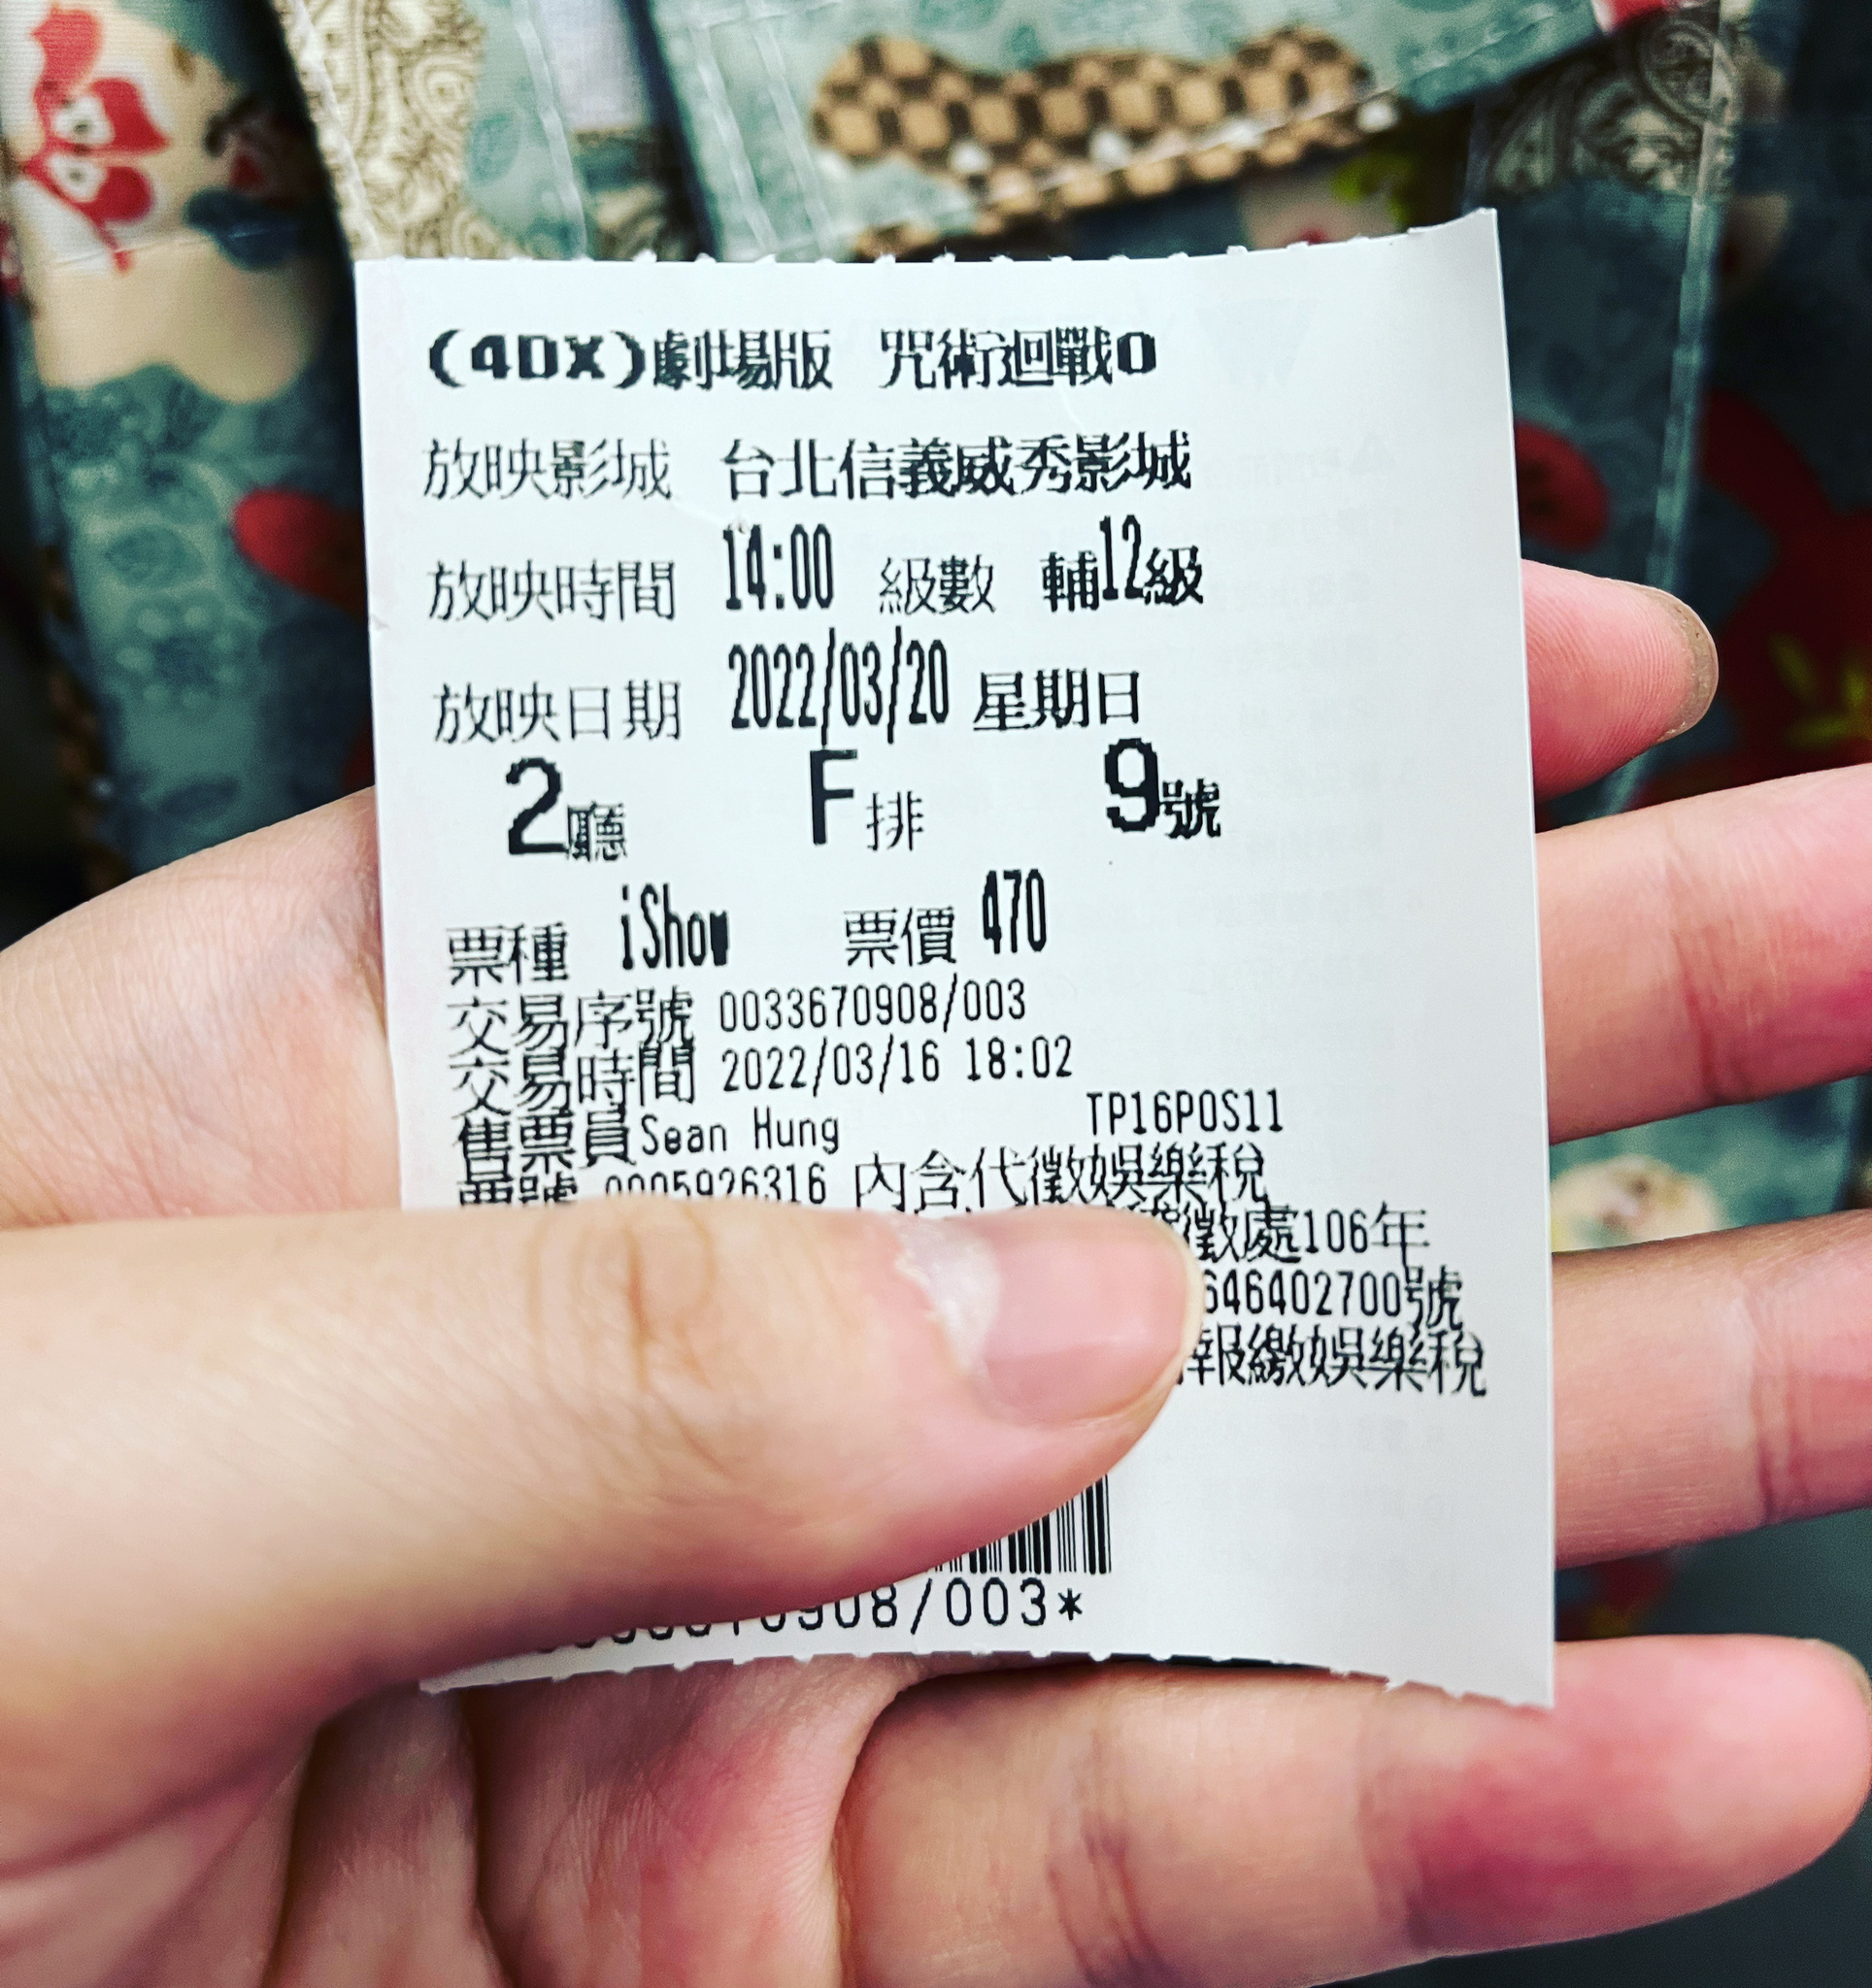 (4DX)劇場版 咒術迴戰0
放映影城 台北信義威秀影城
放映時間 14:00 級數 輔12級
放映日期 2022/03/20 星期日
2廳 F排 9號
票種 iShow 票價 470
交易序號 0033670908/003
交易時間 2022/03/16 18:02
售票員Sean Hung TP16POS11
票號 0005926316 內含代徵娛樂稅
徵處106年
646402700號
報繳娛樂稅
908/003*